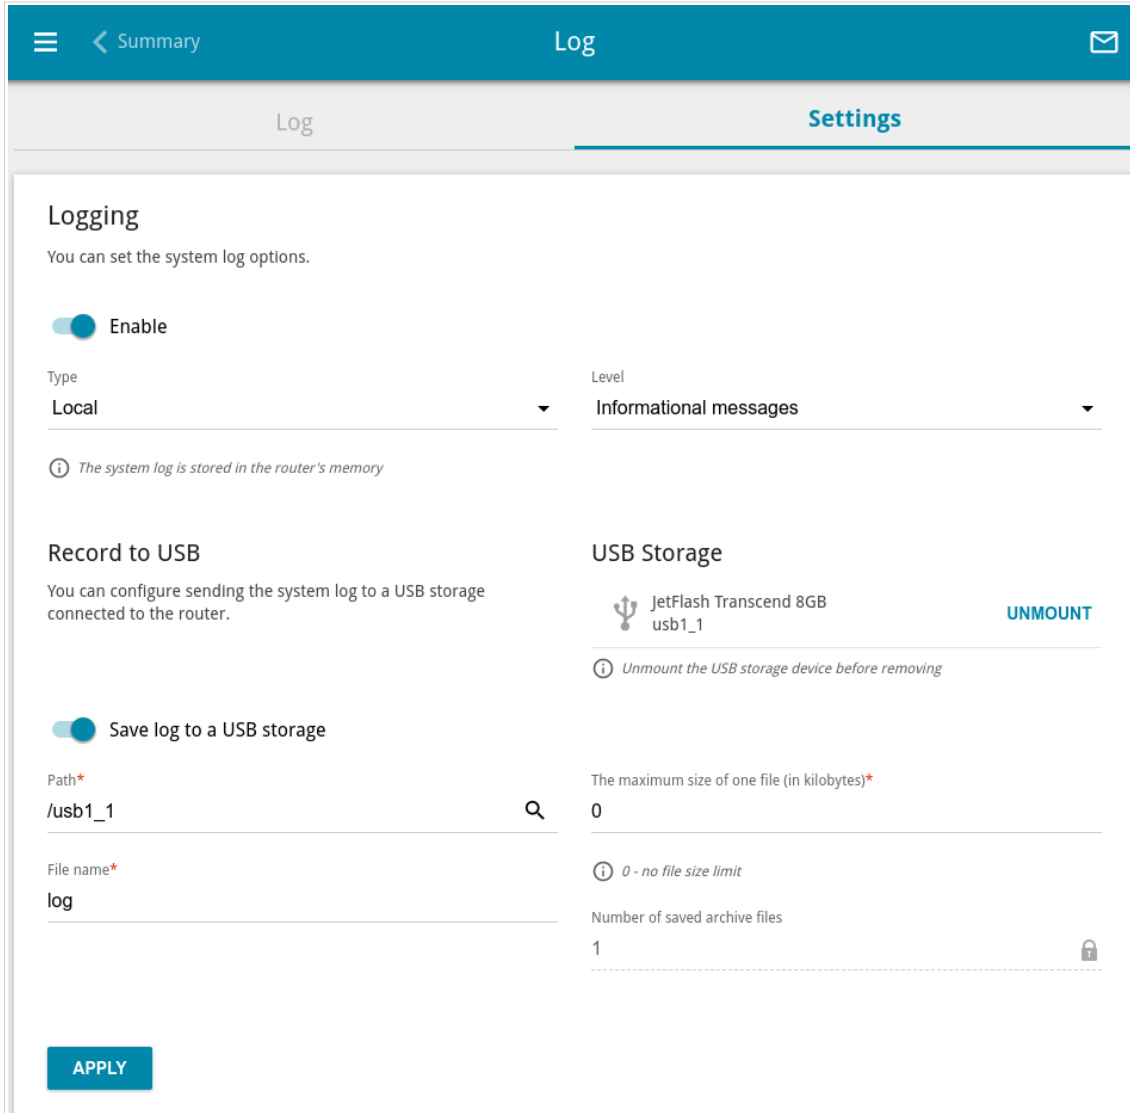 Summary
Log
Log
Settings
Logging
You can set the system log options.
Enable
Type
Local
Level
Informational messages
The system log is stored in the router's memory
Record to USB
You can configure sending the system log to a USB storage
connected to the router.
USB Storage
JetFlash Transcend 8GB
usb1_1
UNMOUNT
Unmount the USB storage device before removing
Save log to a USB storage
Path*
/usb1_1
The maximum size of one file (in kilobytes)*
0
File name*
log
0 - no file size limit
Number of saved archive files
1
APPLY